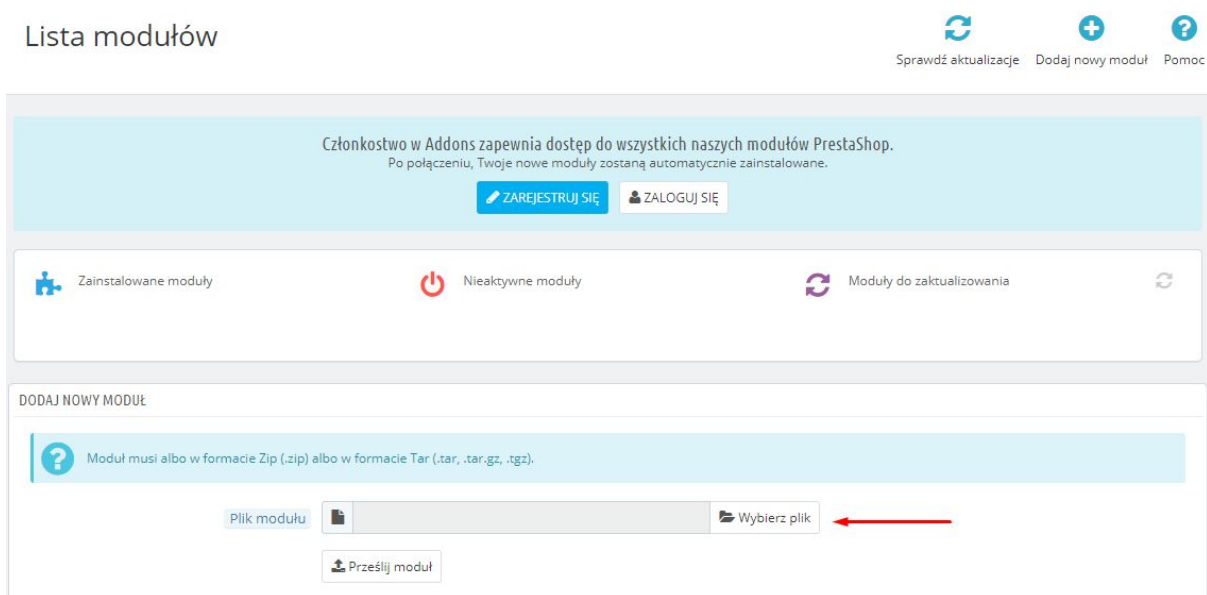 Lista modułów
Sprawdź aktualizacje
Dodaj nowy moduł
Pomoc
Członkostwo w Addons zapewnia dostęp do wszystkich naszych modułów PrestaShop.
Po połączeniu, Twoje nowe moduły zostaną automatycznie zainstalowane.
ZAREJESTRUJ SIĘ
ZALOGUJ SIĘ
Zainstalowane moduły
Nieaktywne moduły
Moduły do zaktualizowania
DODAJ NOWY MODUŁ
Moduł musi albo w formacie Zip (.zip) albo w formacie Tar (.tar, .tar.gz, .tgz).
Plik modułu
Wybierz plik
Prześlij moduł